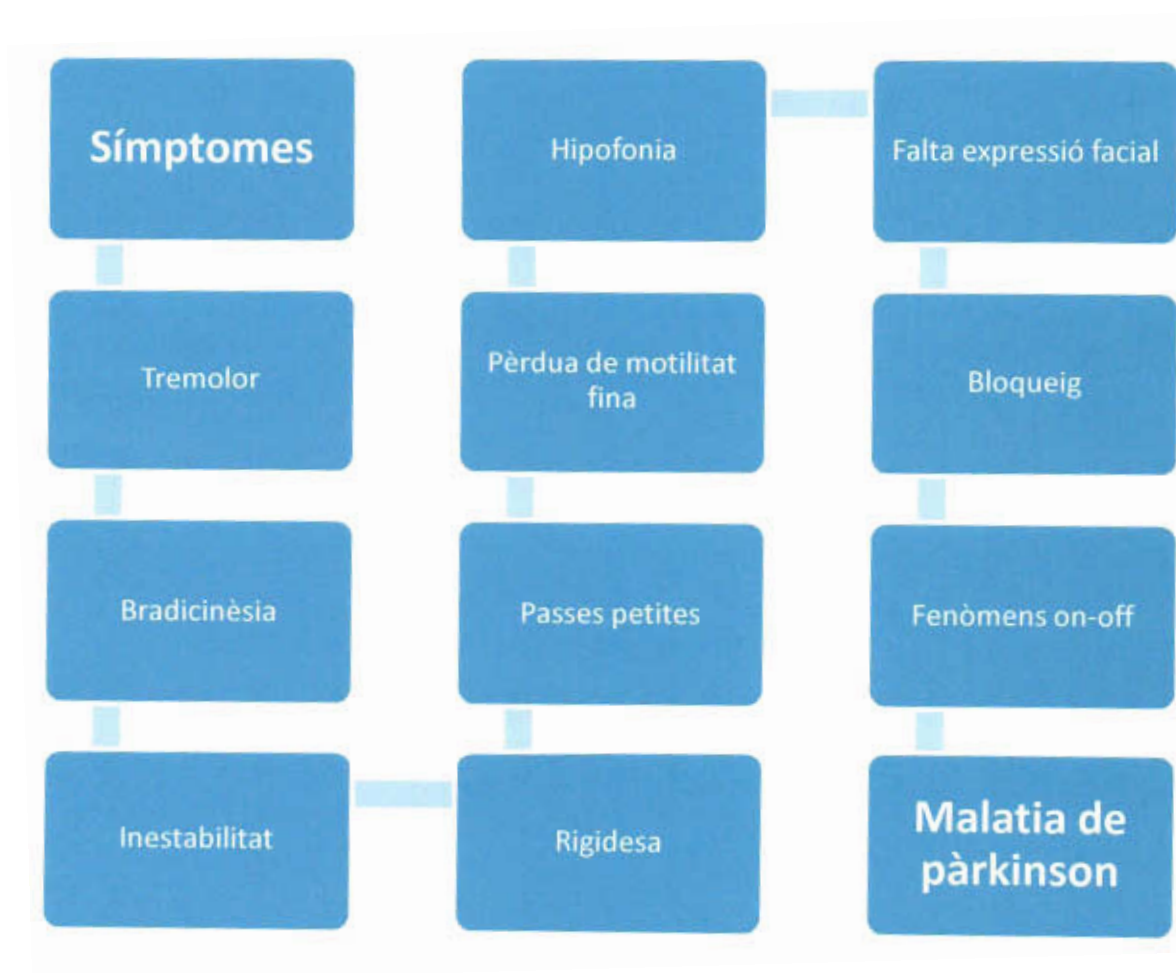 Símptomes
Tremolor
Bradicinèsia
Inestabilitat
Rigidesa
Passes petites
Pèrdua de motilitat
fina
Hipofonia
Falta expressió facial
Bloqueig
Fenòmens on-off
Malatia de
pàrkinson